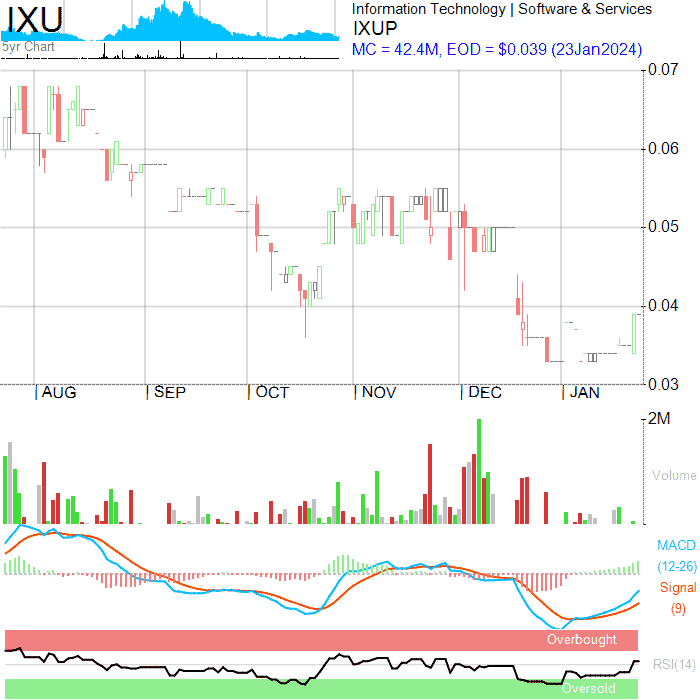 IXU
5yr Chart
Information Technology | Software & Services
IXUP
MC = 42.4M, EOD = $0.039 (23Jan2024)
0.07
0.06
0.05
0.04
0.03
|AUG |SEP |OCT |NOV |DEC |JAN
2M
Volume
MACD
(12-26)
Signal
(9)
Overbought
RSI(14)
Oversold